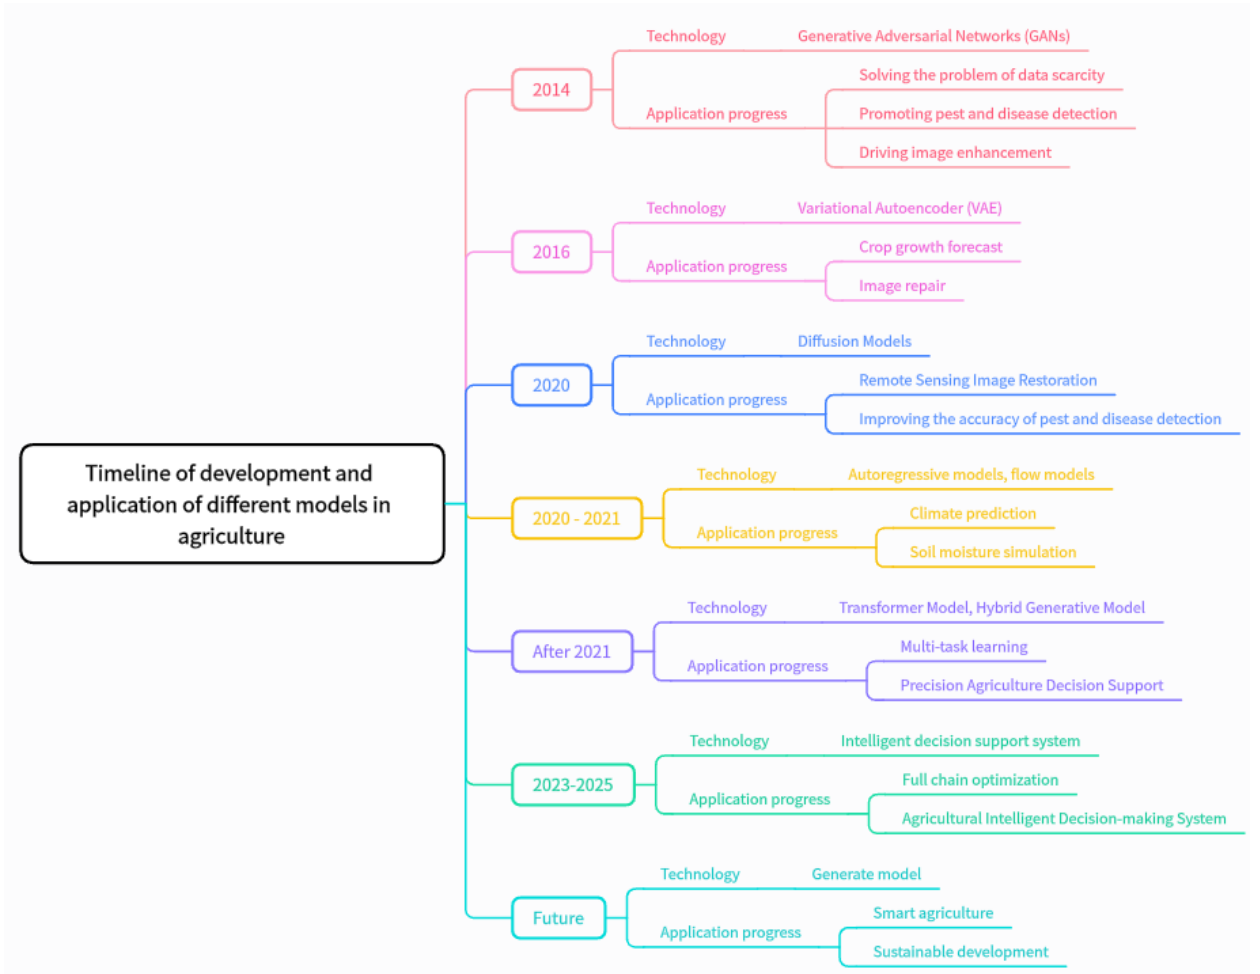 Timeline of development and
application of different models in
agriculture
2014
Technology
Generative Adversarial Networks (GANs)
Application progress
Solving the problem of data scarcity
Promoting pest and disease detection
Driving image enhancement
2016
Technology
Variational Autoencoder (VAE)
Application progress
Crop growth forecast
Image repair
2020
Technology
Diffusion Models
Application progress
Remote Sensing Image Restoration
Improving the accuracy of pest and disease detection
2020 - 2021
Technology
Autoregressive models, flow models
Application progress
Climate prediction
Soil moisture simulation
After 2021
Technology
Transformer Model, Hybrid Generative Model
Application progress
Multi-task learning
Precision Agriculture Decision Support
2023-2025
Technology
Intelligent decision support system
Application progress
Full chain optimization
Agricultural Intelligent Decision-making System
Future
Technology
Generate model
Application progress
Smart agriculture
Sustainable development